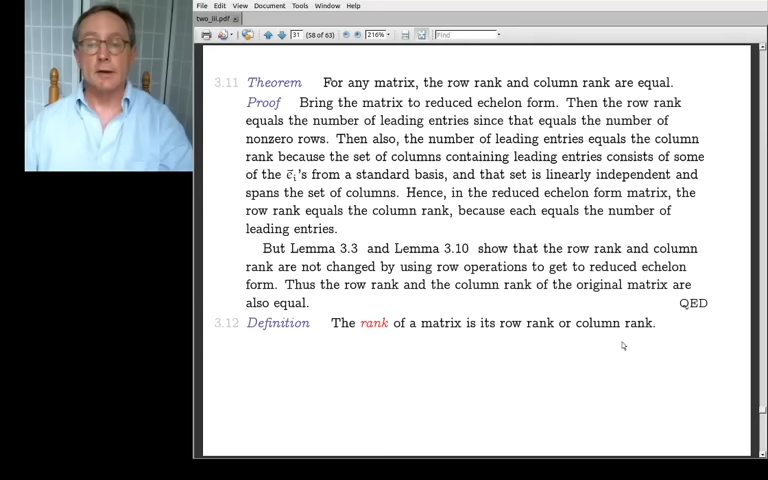 File Edit View Go Bookmarks Tools Window Help
two_iii.pdf
31 (58 of 63) 216% Find
3.11 Theorem For any matrix, the row rank and column rank are equal.
Proof Bring the matrix to reduced echelon form. Then the row rank
equals the number of leading entries since that equals the number of
nonzero rows. Then also, the number of leading entries equals the column
rank because the set of columns containing leading entries consists of some
of the e⃗ᵢ's from a standard basis, and that set is linearly independent and
spans the set of columns. Hence, in the reduced echelon form matrix, the
row rank equals the column rank, because each equals the number of
leading entries.
But Lemma 3.3 and Lemma 3.10 show that the row rank and column
rank are not changed by using row operations to get to reduced echelon
form. Thus the row rank and the column rank of the original matrix are
also equal. QED
3.12 Definition The rank of a matrix is its row rank or column rank.